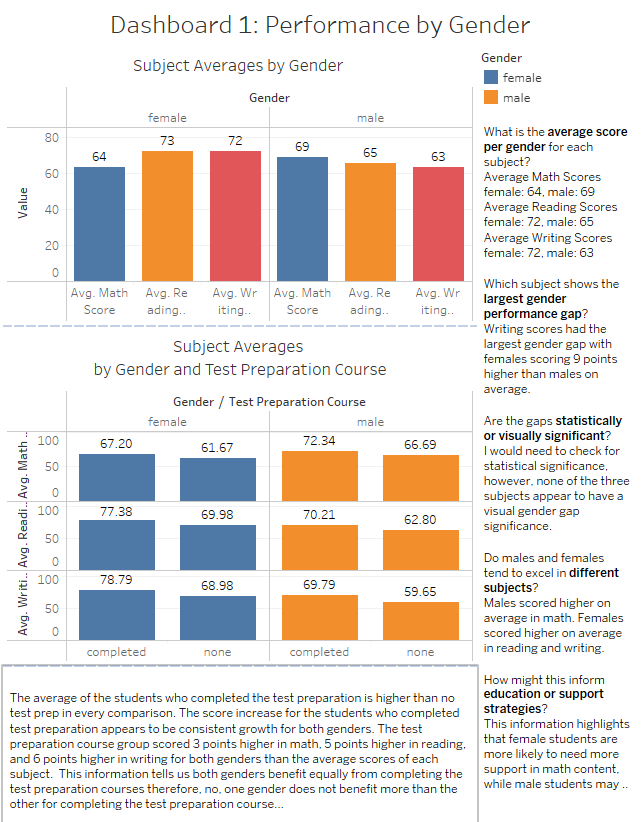 Dashboard 1: Performance by Gender
Subject Averages by Gender
Gender
female
male
Value
80
60
40
20
0
64
73
72
69
65
63
Avg. Math Score
Avg. Re ading..
Avg. Wr iting..
Avg. Math Score
Avg. Re ading..
Avg. Wr iting..
Subject Averages
by Gender and Test Preparation Course
Gender / Test Preparation Course
female
male
Avg. Math ..
100
50
0
67.20
61.67
72.34
66.69
Avg. Readi..
100
50
0
77.38
69.98
70.21
62.80
Avg. Writi..
100
50
0
78.79
68.98
69.79
59.65
completed
none
completed
none
The average of the students who completed the test preparation is higher than no
test prep in every comparison. The score increase for the students who completed
test preparation appears to be consistent growth for both genders. The test
preparation course group scored 3 points higher in math, 5 points higher in reading,
and 6 points higher in writing for both genders than the average scores of each
subject.  This information tells us both genders benefit equally from completing the
test preparation courses therefore, no, one gender does not benefit more than the
other for completing the test preparation course...
Gender
female
male
What is the average score
per gender for each
subject?
Average Math Scores
female: 64, male: 69
Average Reading Scores
female: 72, male: 65
Average Writing Scores
female: 72, male: 63
Which subject shows the
largest gender
performance gap?
Writing scores had the
largest gender gap with
females scoring 9 points
higher than males on
average.
Are the gaps statistically
or visually significant?
I would need to check for
statistical significance,
however, none of the three
subjects appear to have a
visual gender gap
significance.
Do males and females
tend to excel in different
subjects?
Males scored higher on
average in math. Females
scored higher on average
in reading and writing.
How might this inform
education or support
strategies?
This information highlights
that female students are
more likely to need more
support in math content,
while male students may ..